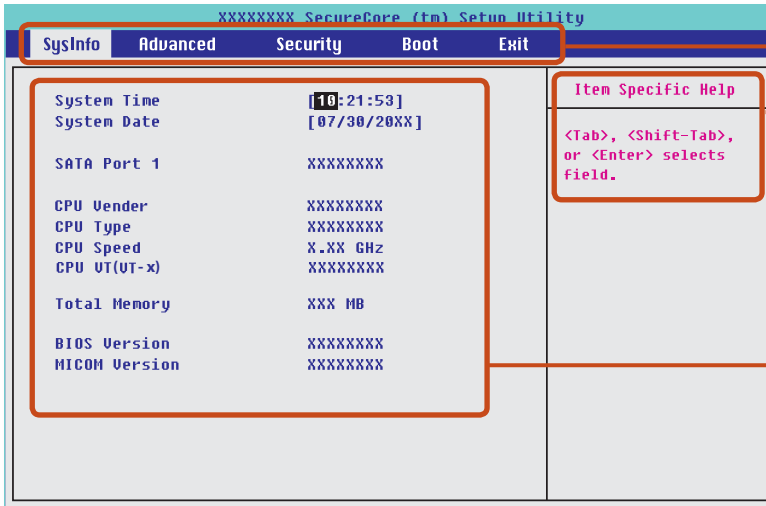 XXXXXXXX SecureCore (tm) Setup Utility
SysInfo Advanced Security Boot Exit
System Time [10:21:53]
System Date [07/30/20XX]
SATA Port 1 XXXXXXXX
CPU Vender XXXXXXXX
CPU Type XXXXXXXX
CPU Speed X.XX GHz
CPU VT(VT-x) XXXXXXXX
Total Memory XXX MB
BIOS Version XXXXXXXX
MICOM Version XXXXXXXX
Item Specific Help
<Tab>, <Shift-Tab>,
or <Enter> selects
field.